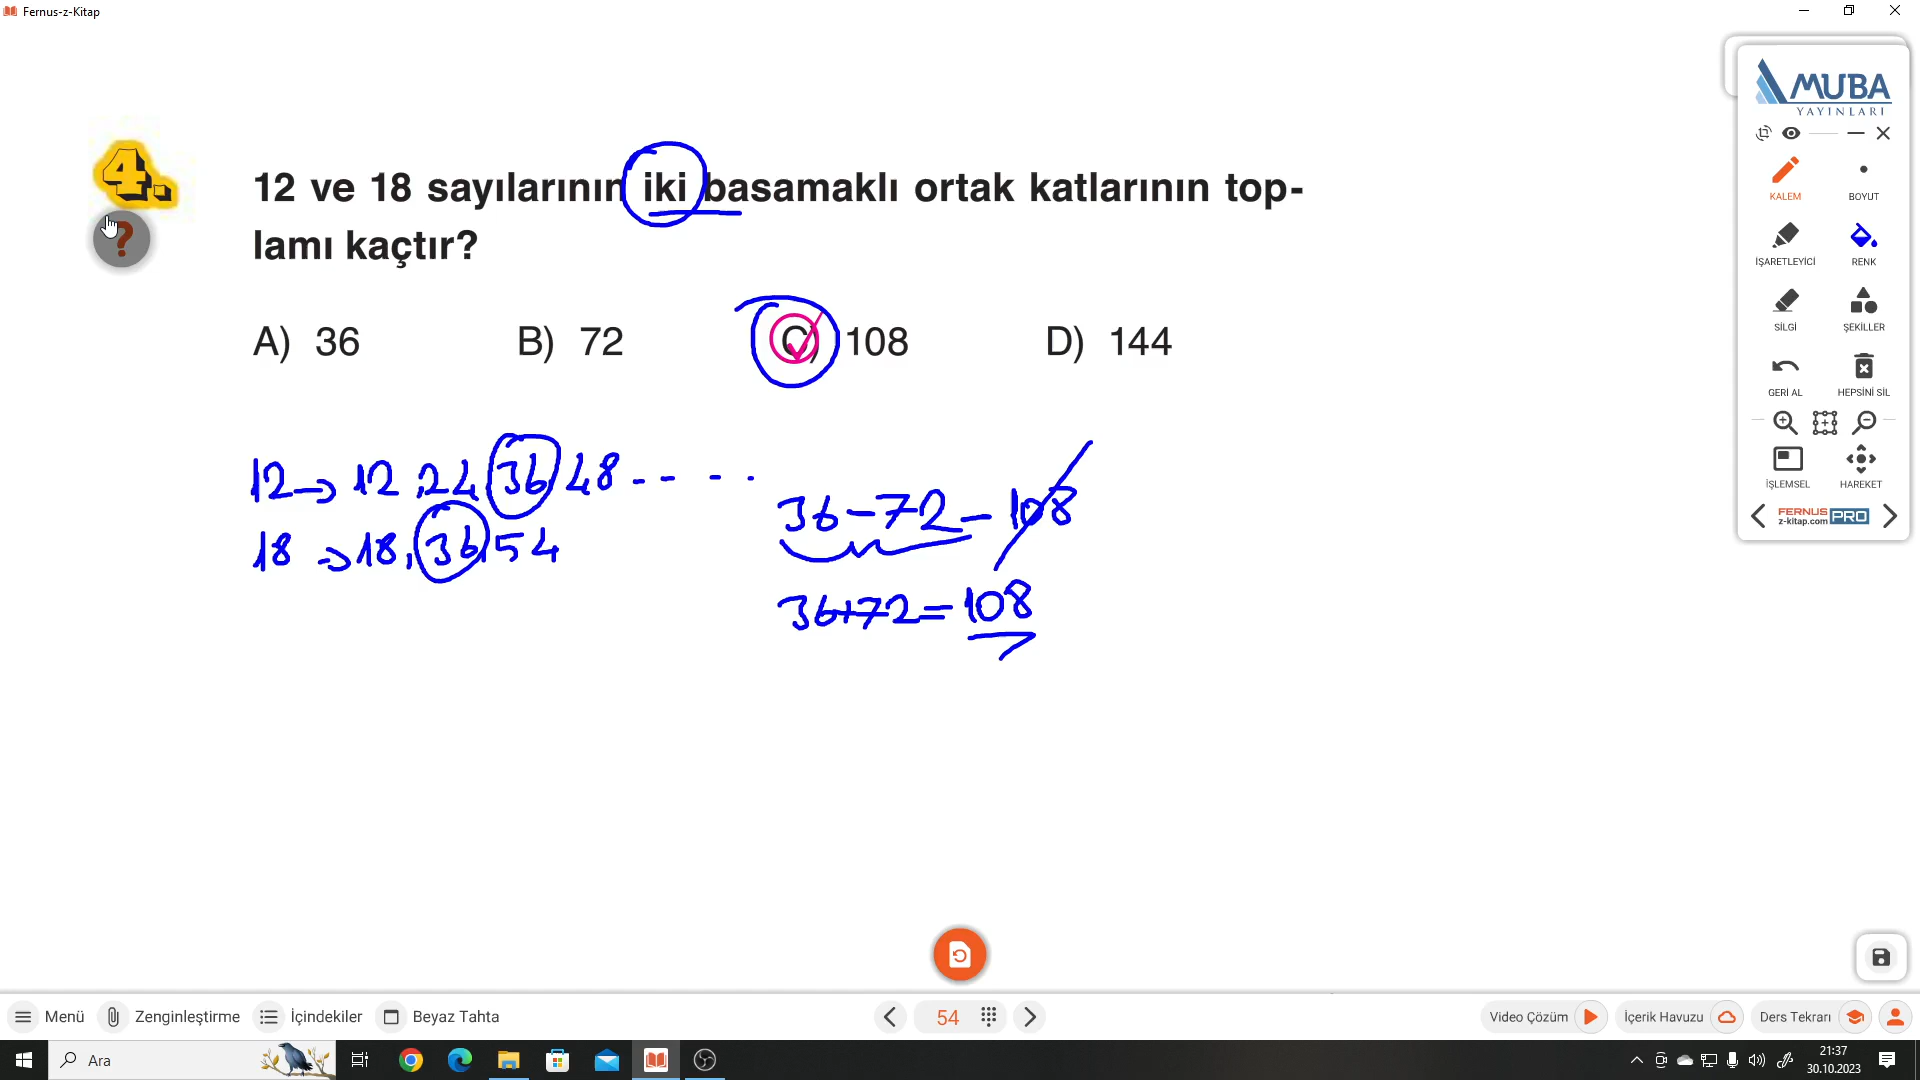 Fernus-z-Kitap
MUBA
YAYINLARI
4.
?
12 ve 18 sayılarının iki basamaklı ortak katlarının top-
lamı kaçtır?
A) 36 B) 72 C) 108 D) 144
12→ 12,24,36,48-- --
18 →18,36,54
36-72-108
36+72=108
KALEM BOYUT
İŞARETLEYİCİ RENK
SİLGİ ŞEKİLLER
GERİ AL HEPSİNİ SİL
İŞLEMSEL HAREKET
FERNUS
z-kitap.com PRO
Menü Zenginleştirme İçindekiler Beyaz Tahta 54 Video Çözüm İçerik Havuzu Ders Tekrarı
Ara
21:37
30.10.2023